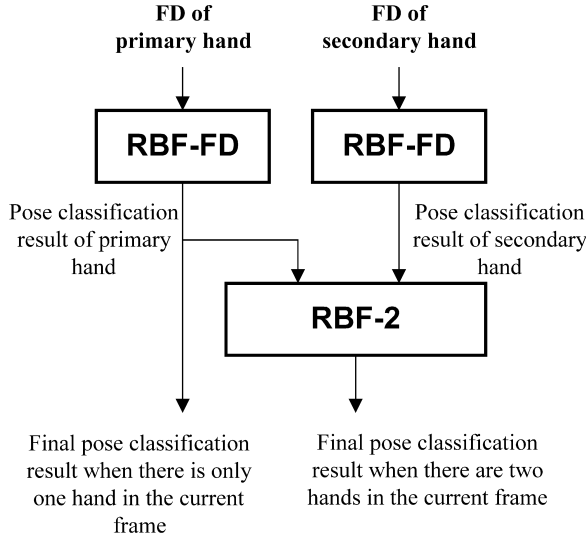 FD of
primary hand
FD of
secondary hand
RBF-FD
RBF-FD
Pose classification
result of primary
hand
Pose classification
result of secondary
hand
RBF-2
Final pose classification
result when there is only
one hand in the current
frame
Final pose classification
result when there are two
hands in the current frame